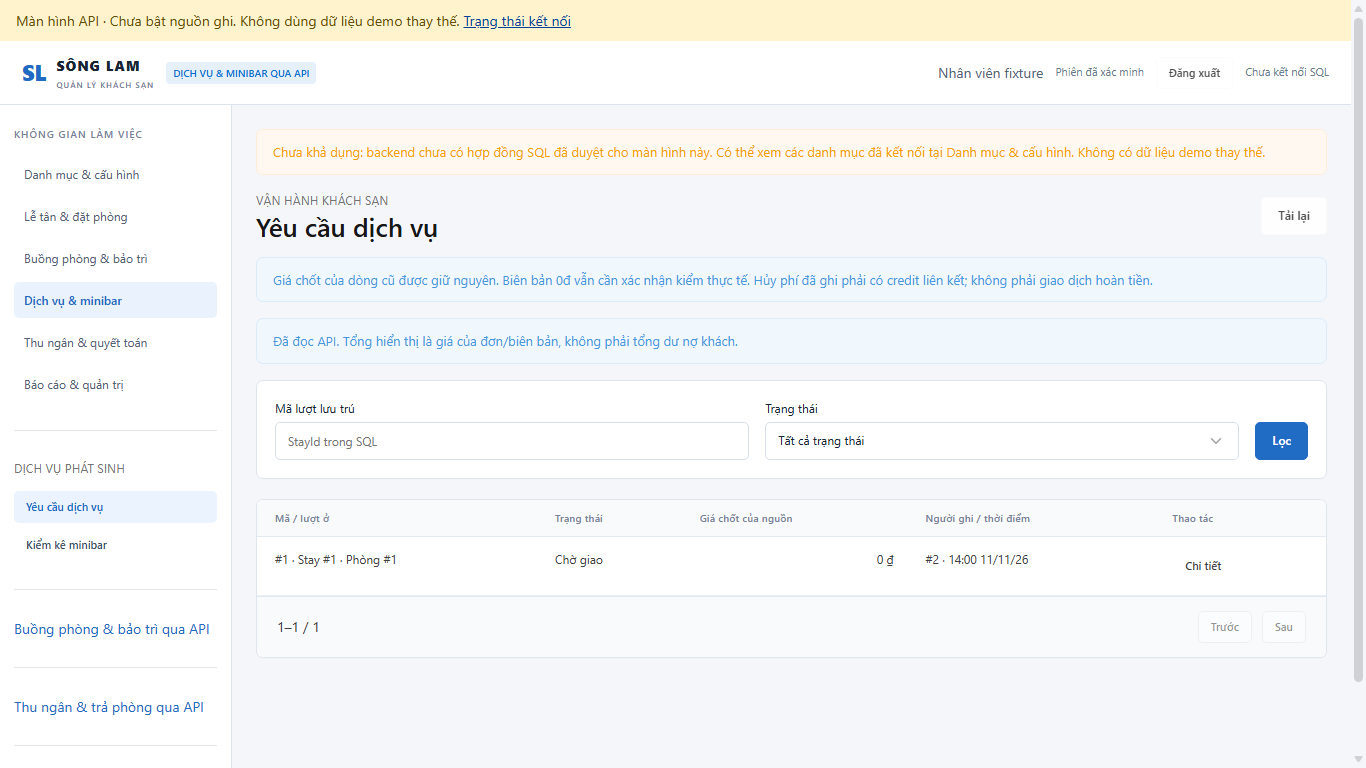 Màn hình API · Chưa bật nguồn ghi. Không dùng dữ liệu demo thay thế. Trạng thái kết nối
SL SÔNG LAM
QUẢN LÝ KHÁCH SẠN
DỊCH VỤ & MINIBAR QUA API
Nhân viên fixture Phiên đã xác minh Đăng xuất Chưa kết nối SQL
KHÔNG GIAN LÀM VIỆC
Danh mục & cấu hình
Lễ tân & đặt phòng
Buồng phòng & bảo trì
Dịch vụ & minibar
Thu ngân & quyết toán
Báo cáo & quản trị
DỊCH VỤ PHÁT SINH
Yêu cầu dịch vụ
Kiểm kê minibar
Buồng phòng & bảo trì qua API
Thu ngân & trả phòng qua API
Chưa khả dụng: backend chưa có hợp đồng SQL đã duyệt cho màn hình này. Có thể xem các danh mục đã kết nối tại Danh mục & cấu hình. Không có dữ liệu demo thay thế.
VẬN HÀNH KHÁCH SẠN
Yêu cầu dịch vụ
Tải lại
Giá chốt của dòng cũ được giữ nguyên. Biên bản 0đ vẫn cần xác nhận kiểm thực tế. Hủy phí đã ghi phải có credit liên kết; không phải giao dịch hoàn tiền.
Đã đọc API. Tổng hiển thị là giá của đơn/biên bản, không phải tổng dư nợ khách.
Mã lượt lưu trú Trạng thái
StayId trong SQL Tất cả trạng thái Lọc
Mã / lượt ở Trạng thái Giá chốt của nguồn Người ghi / thời điểm Thao tác
#1 · Stay #1 · Phòng #1 Chờ giao 0 ₫ #2 · 14:00 11/11/26 Chi tiết
1–1 / 1 Trước Sau